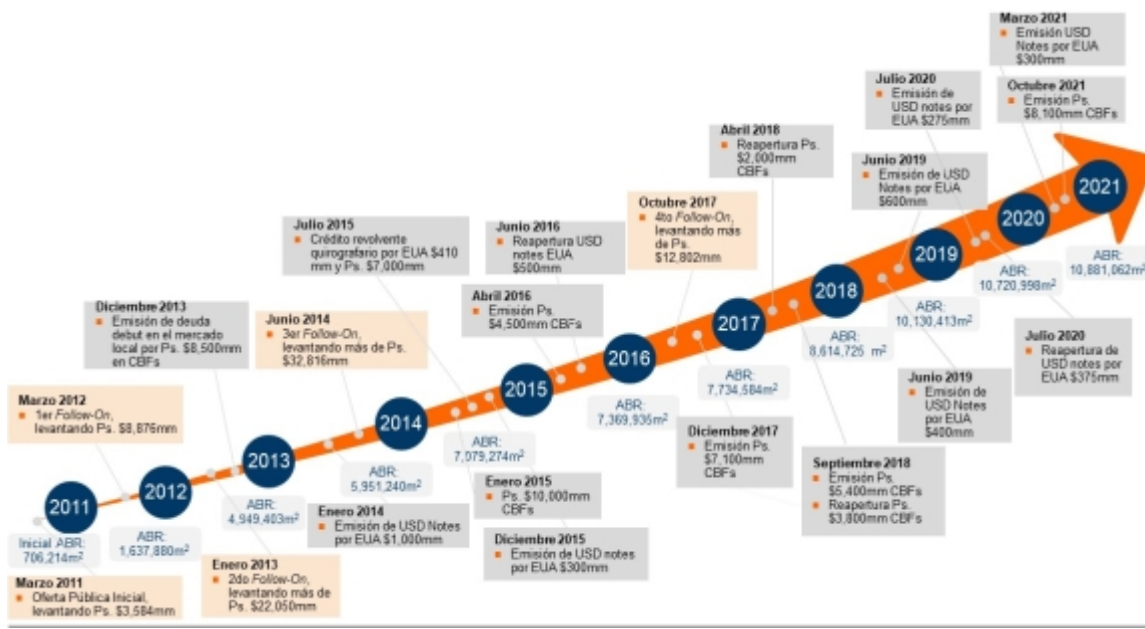 Marzo 2021
Emisión USD
Notes por EUA
$300mm
Julio 2020
Emisión de
USD notes por
EUA $275mm
Octubre 2021
Emisión Ps.
$8,100mm CBFs
Abril 2018
Reapertura Ps.
$2,000mm
CBFs
Junio 2019
Emisión de USD
Notes por EUA
$600mm
Octubre 2017
4to Follow-On,
levantando más
de Ps.
$12,802mm
Julio 2015
Crédito revolvente
quirografario por EUA $410
mm y Ps. $7,000mm
Junio 2016
Reapertura USD
notes EUA
$500mm
Abril 2016
Emisión Ps.
$4,500mm CBFs
Diciembre 2013
Emisión de deuda
debut en el mercado
local por Ps. $8,500mm
en CBFs
Junio 2014
3er Follow-On,
levantando más de Ps.
$32,816mm
Marzo 2012
1er Follow-On,
levantando Ps. $8,876mm
2011
2012
2013
2014
2015
2016
2017
2018
2019
2020
2021
Inicial ABR:
706,214m²
ABR:
1,637,880m²
ABR:
4,949,403m²
ABR:
5,951,240m²
ABR:
7,079,274m²
ABR:
7,369,935m²
ABR:
7,734,584m²
ABR:
8,614,725 m²
ABR:
10,130,413m²
ABR:
10,720,998m²
ABR:
10,881,062m²
Marzo 2011
Oferta Pública Inicial,
levantando Ps. $3,584mm
Enero 2013
2do Follow-On,
levantando más de
Ps. $22,050mm
Enero 2014
Emisión de USD Notes
por EUA $1,000mm
Enero 2015
Ps. $10,000mm
CBFs
Diciembre 2015
Emisión de USD notes
por EUA $300mm
Diciembre 2017
Emisión Ps.
$7,100mm
CBFs
Septiembre 2018
Emisión Ps.
$5,400mm CBFs
Reapertura Ps.
$3,800mm CBFs
Junio 2019
Emisión de
USD Notes
por EUA
$400mm
Julio 2020
Reapertura de
USD notes por
EUA $375mm